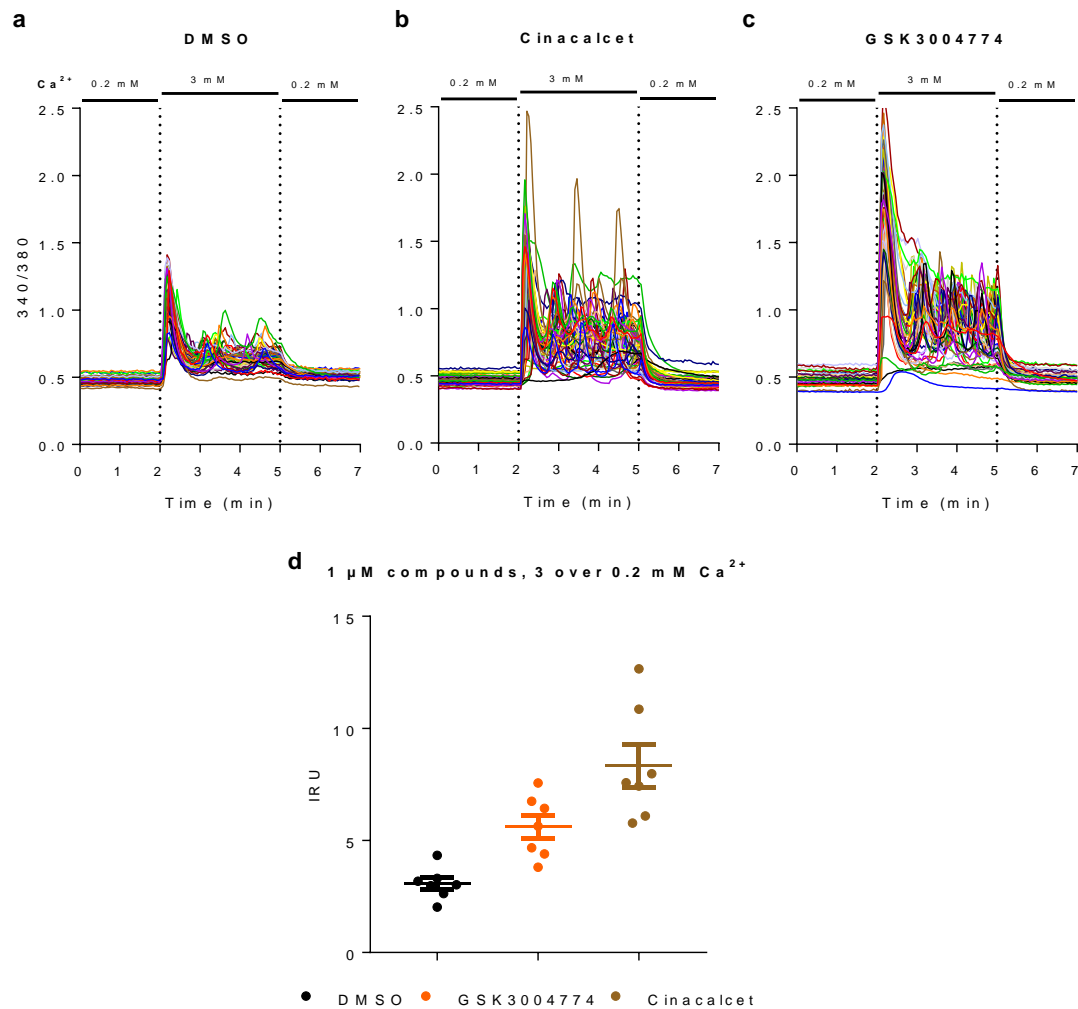 a
b
c
DMSO
Cinacalcet
GSK3004774
Ca²⁺
0.2 mM
3 mM
0.2 mM
0.2 mM
3 mM
0.2 mM
0.2 mM
3 mM
0.2 mM
340/380
2.5
2.0
1.5
1.0
0.5
0.0
2.5
2.0
1.5
1.0
0.5
0.0
2.5
2.0
1.5
1.0
0.5
0.0
0 1 2 3 4 5 6 7
0 1 2 3 4 5 6 7
0 1 2 3 4 5 6 7
Time (min)
Time (min)
Time (min)
d
1 µM compounds, 3 over 0.2 mM Ca²⁺
IRU
15
10
5
0
DMSO
GSK3004774
Cinacalcet